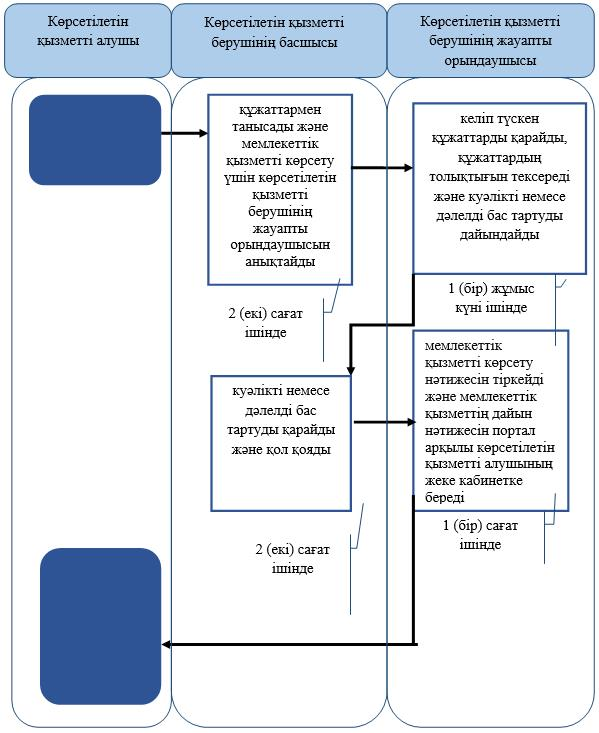 Көрсетілетін
қызметті алушы
Көрсетілетін қызметті
берушінің басшысы
Көрсетілетін қызметті
берушінің жауапты
орындаушысы
құжаттармен
танысады және
мемлекеттік
қызметті көрсету
үшін көрсетілетін
қызметті
берушінің
жауапты
орындаушысын
анықтайды
2 (екі) сағат
ішінде
келіп түскен
құжаттарды қарайды,
құжаттардың
толықтығын тексереді
және куәлікті немесе
дәлелді бас тартуды
дайындайды
1 (бір) жұмыс
күні ішінде
куәлікті немесе
дәлелді бас
тартуды қарайды
және қол қояды
2 (екі) сағат
ішінде
мемлекеттік
қызметті көрсету
нәтижесін тіркейді
және мемлекеттік
қызметтің дайын
нәтижесін портал
арқылы көрсетілетін
қызметті алушының
жеке кабинетке
береді
1 (бір) сағат
ішінде